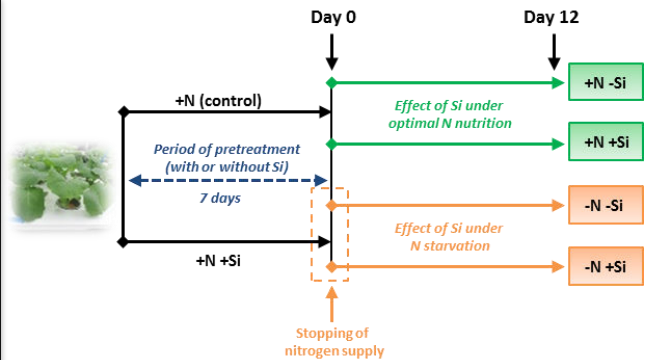 Day 0
Day 12
+N (control)
+N -Si
Effect of Si under
optimal N nutrition
Period of pretreatment
(with or without Si)
+N +Si
7 days
-N -Si
Effect of Si under
N starvation
+N +Si
-N +Si
Stopping of
nitrogen supply